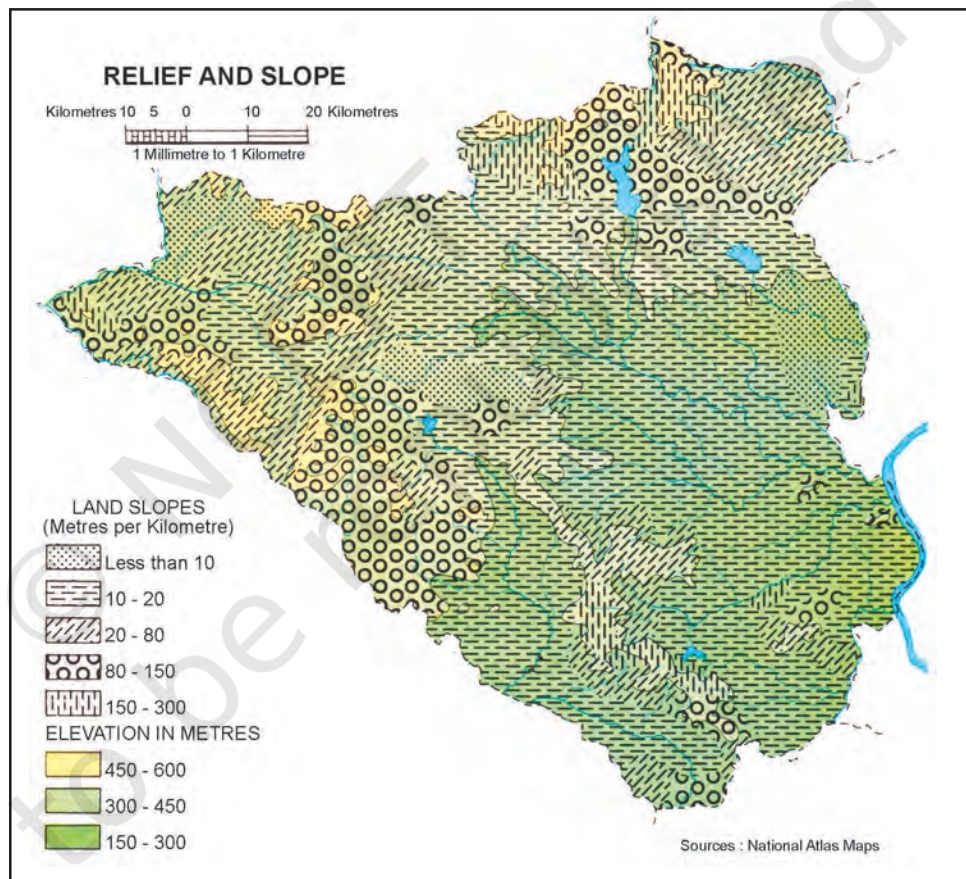 RELIEF AND SLOPE
Kilometres 10 5 0 10 20 Kilometres
1 Millimetre to 1 Kilometre
LAND SLOPES
(Metres per Kilometre)
Less than 10
10 - 20
20 - 80
80 - 150
150 - 300
ELEVATION IN METRES
450 - 600
300 - 450
150 - 300
Sources : National Atlas Maps